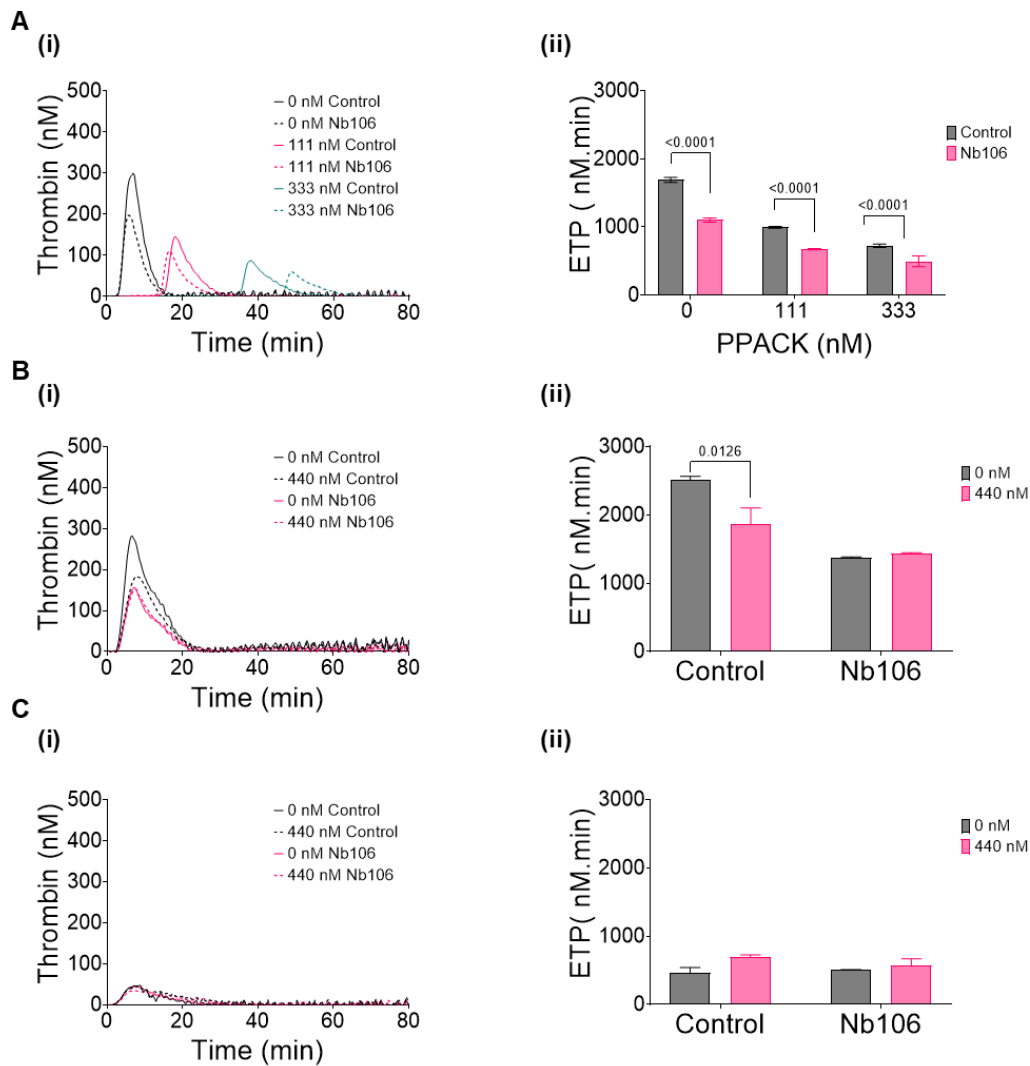 A
(i)
500
400
300
200
100
0
Thrombin (nM)
0 20 40 60 80
Time (min)
0 nM Control
0 nM Nb106
111 nM Control
111 nM Nb106
333 nM Control
333 nM Nb106
(ii)
3000
2000
1000
0
ETP ( nM.min)
<0.0001
<0.0001
<0.0001
0 111 333
PPACK (nM)
Control
Nb106
B
(i)
500
400
300
200
100
0
Thrombin (nM)
0 20 40 60 80
Time (min)
0 nM Control
440 nM Control
0 nM Nb106
440 nM Nb106
(ii)
3000
2000
1000
0
ETP( nM.min)
0.0126
Control Nb106
0 nM
440 nM
C
(i)
500
400
300
200
100
0
Thrombin (nM)
0 20 40 60 80
Time (min)
0 nM Control
440 nM Control
0 nM Nb106
440 nM Nb106
(ii)
3000
2000
1000
0
ETP( nM.min)
Control Nb106
0 nM
440 nM